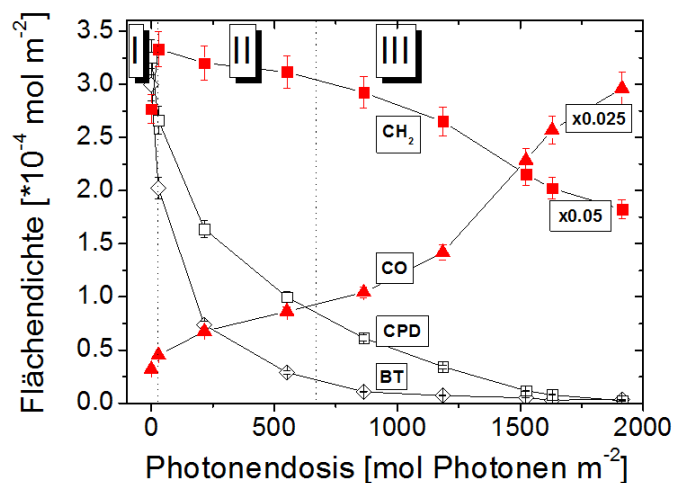 I
II
III
3.5
3.0
2.5
2.0
1.5
1.0
0.5
0.0
Flächendichte [*10⁻⁴ mol m⁻²]
x0.025
CH₂
x0.05
CO
CPD
BT
0
500
1000
1500
2000
Photonendosis [mol Photonen m⁻²]